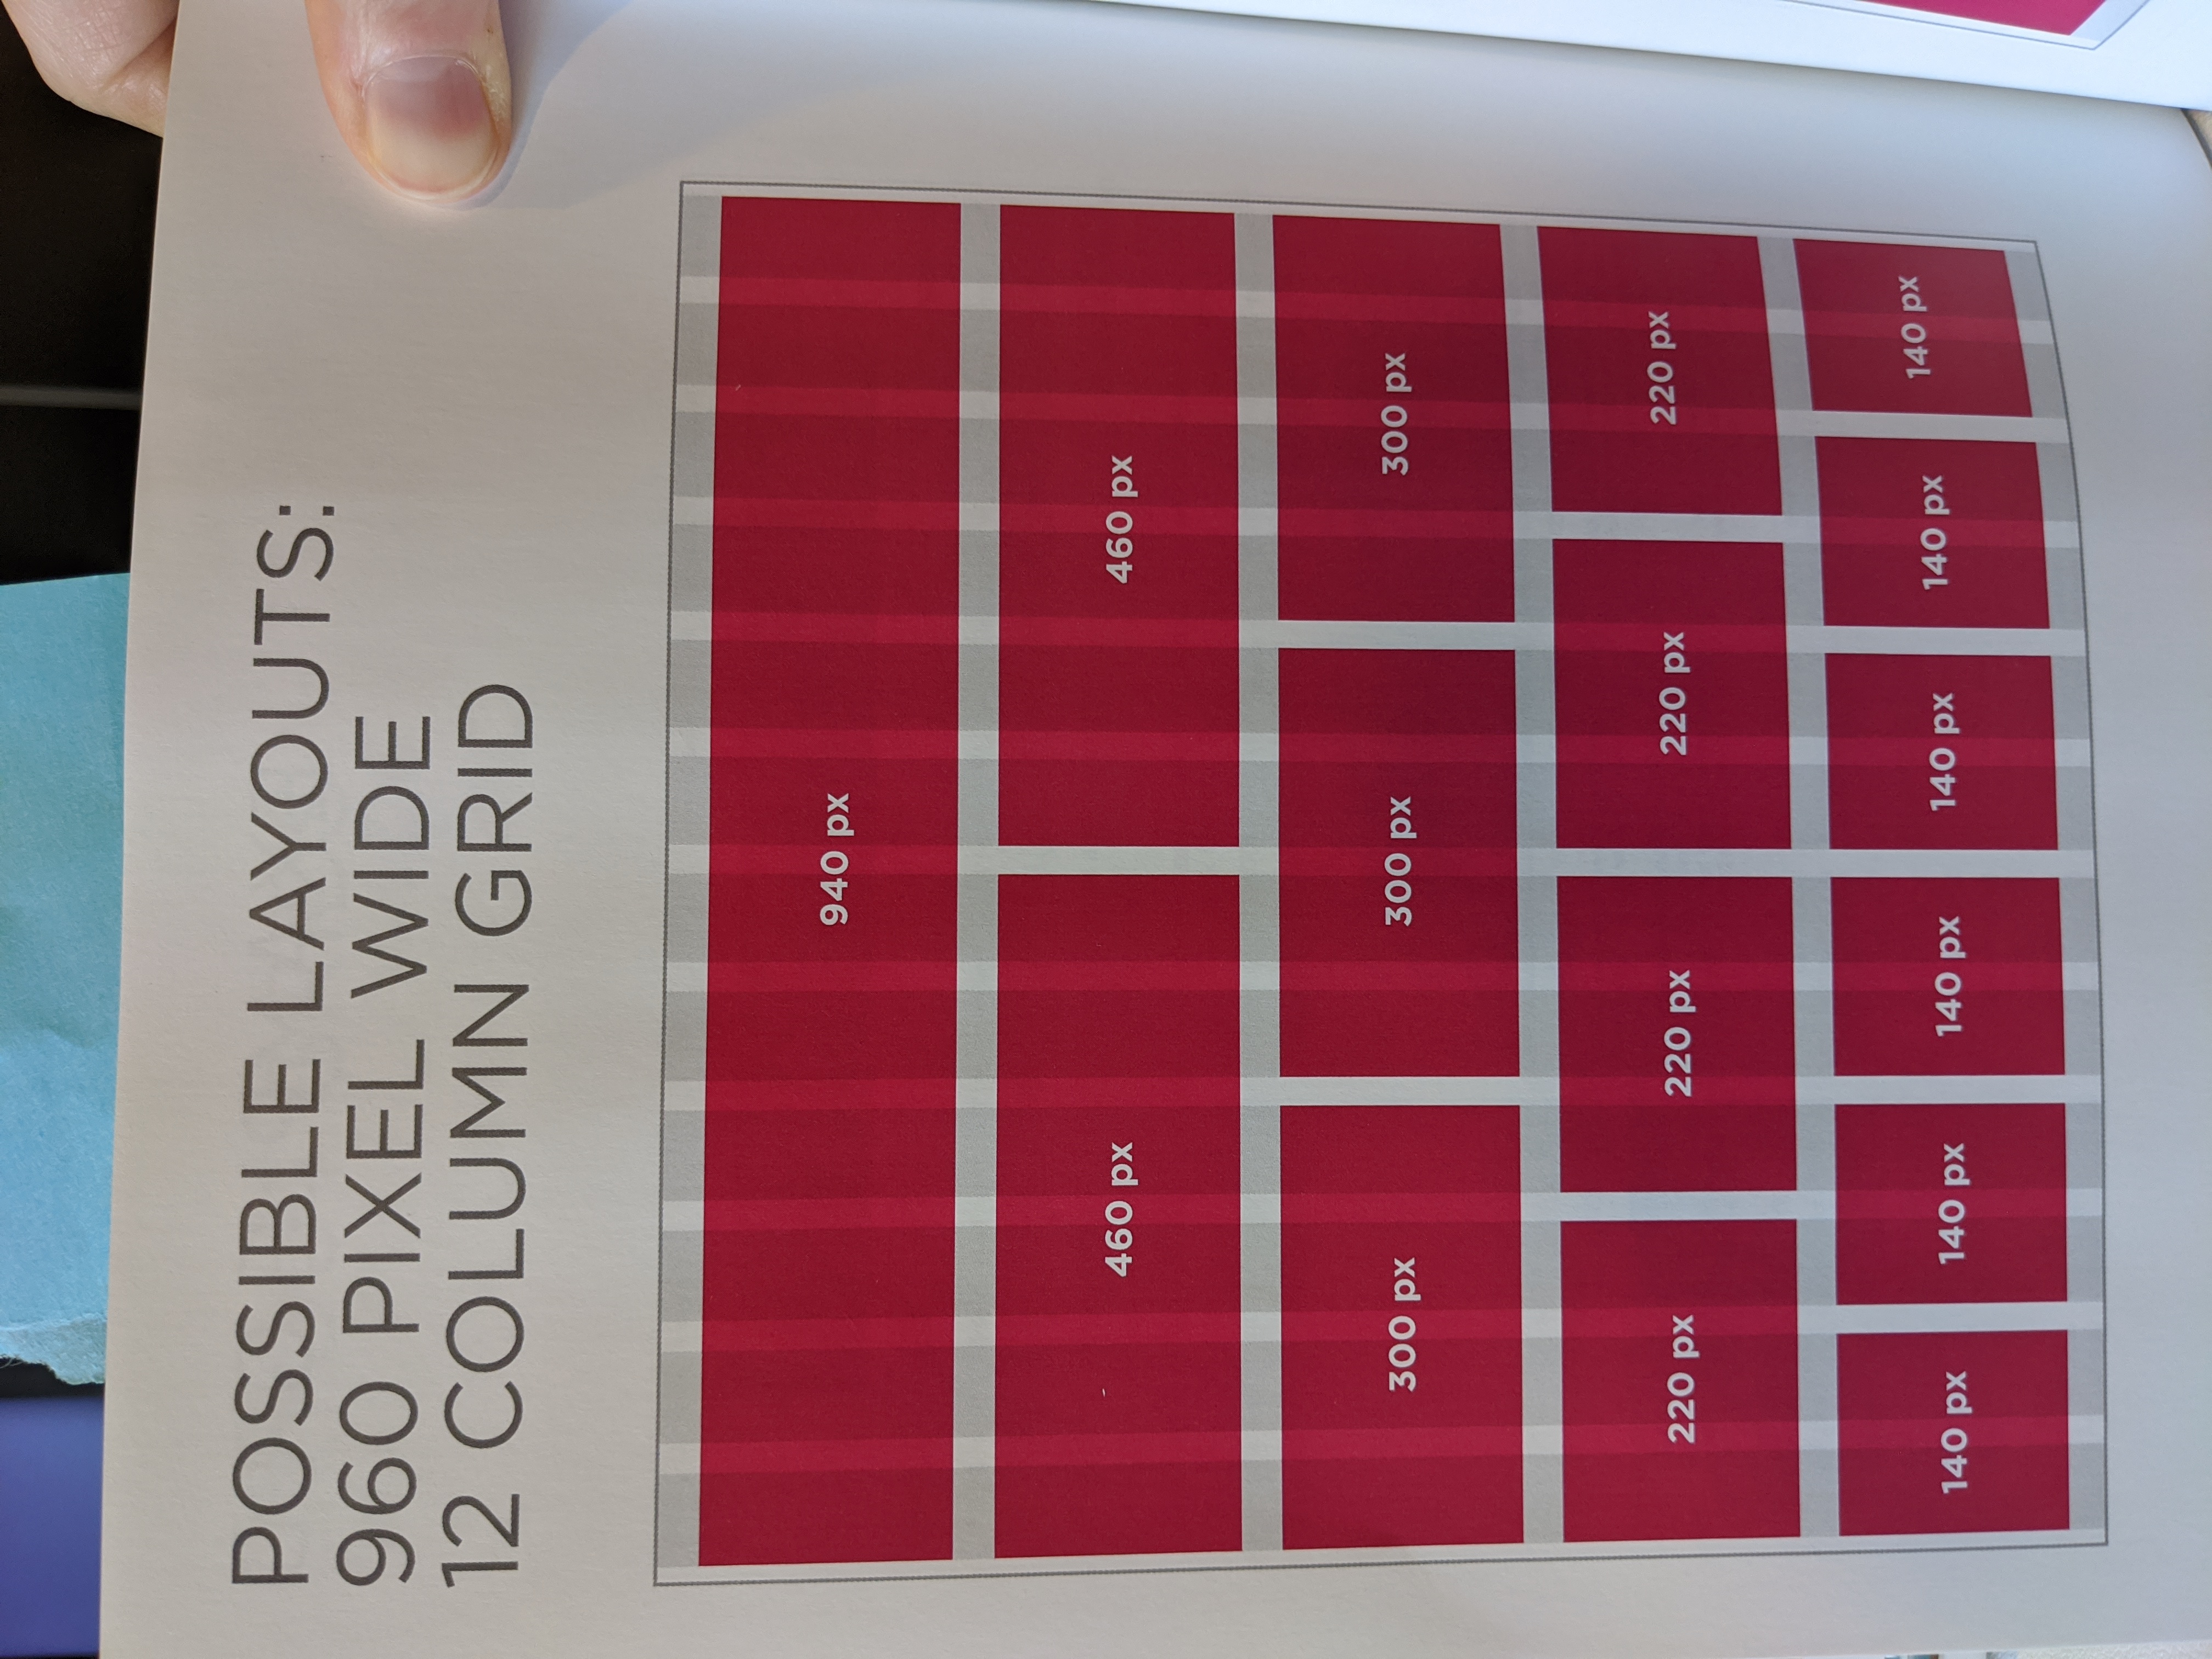 POSSIBLE LAYOUTS:
960 PIXEL WIDE
12 COLUMN GRID
940 px
460 px 460 px
300 px 300 px 300 px
220 px 220 px 220 px 220 px
140 px 140 px 140 px 140 px 140 px 140 px